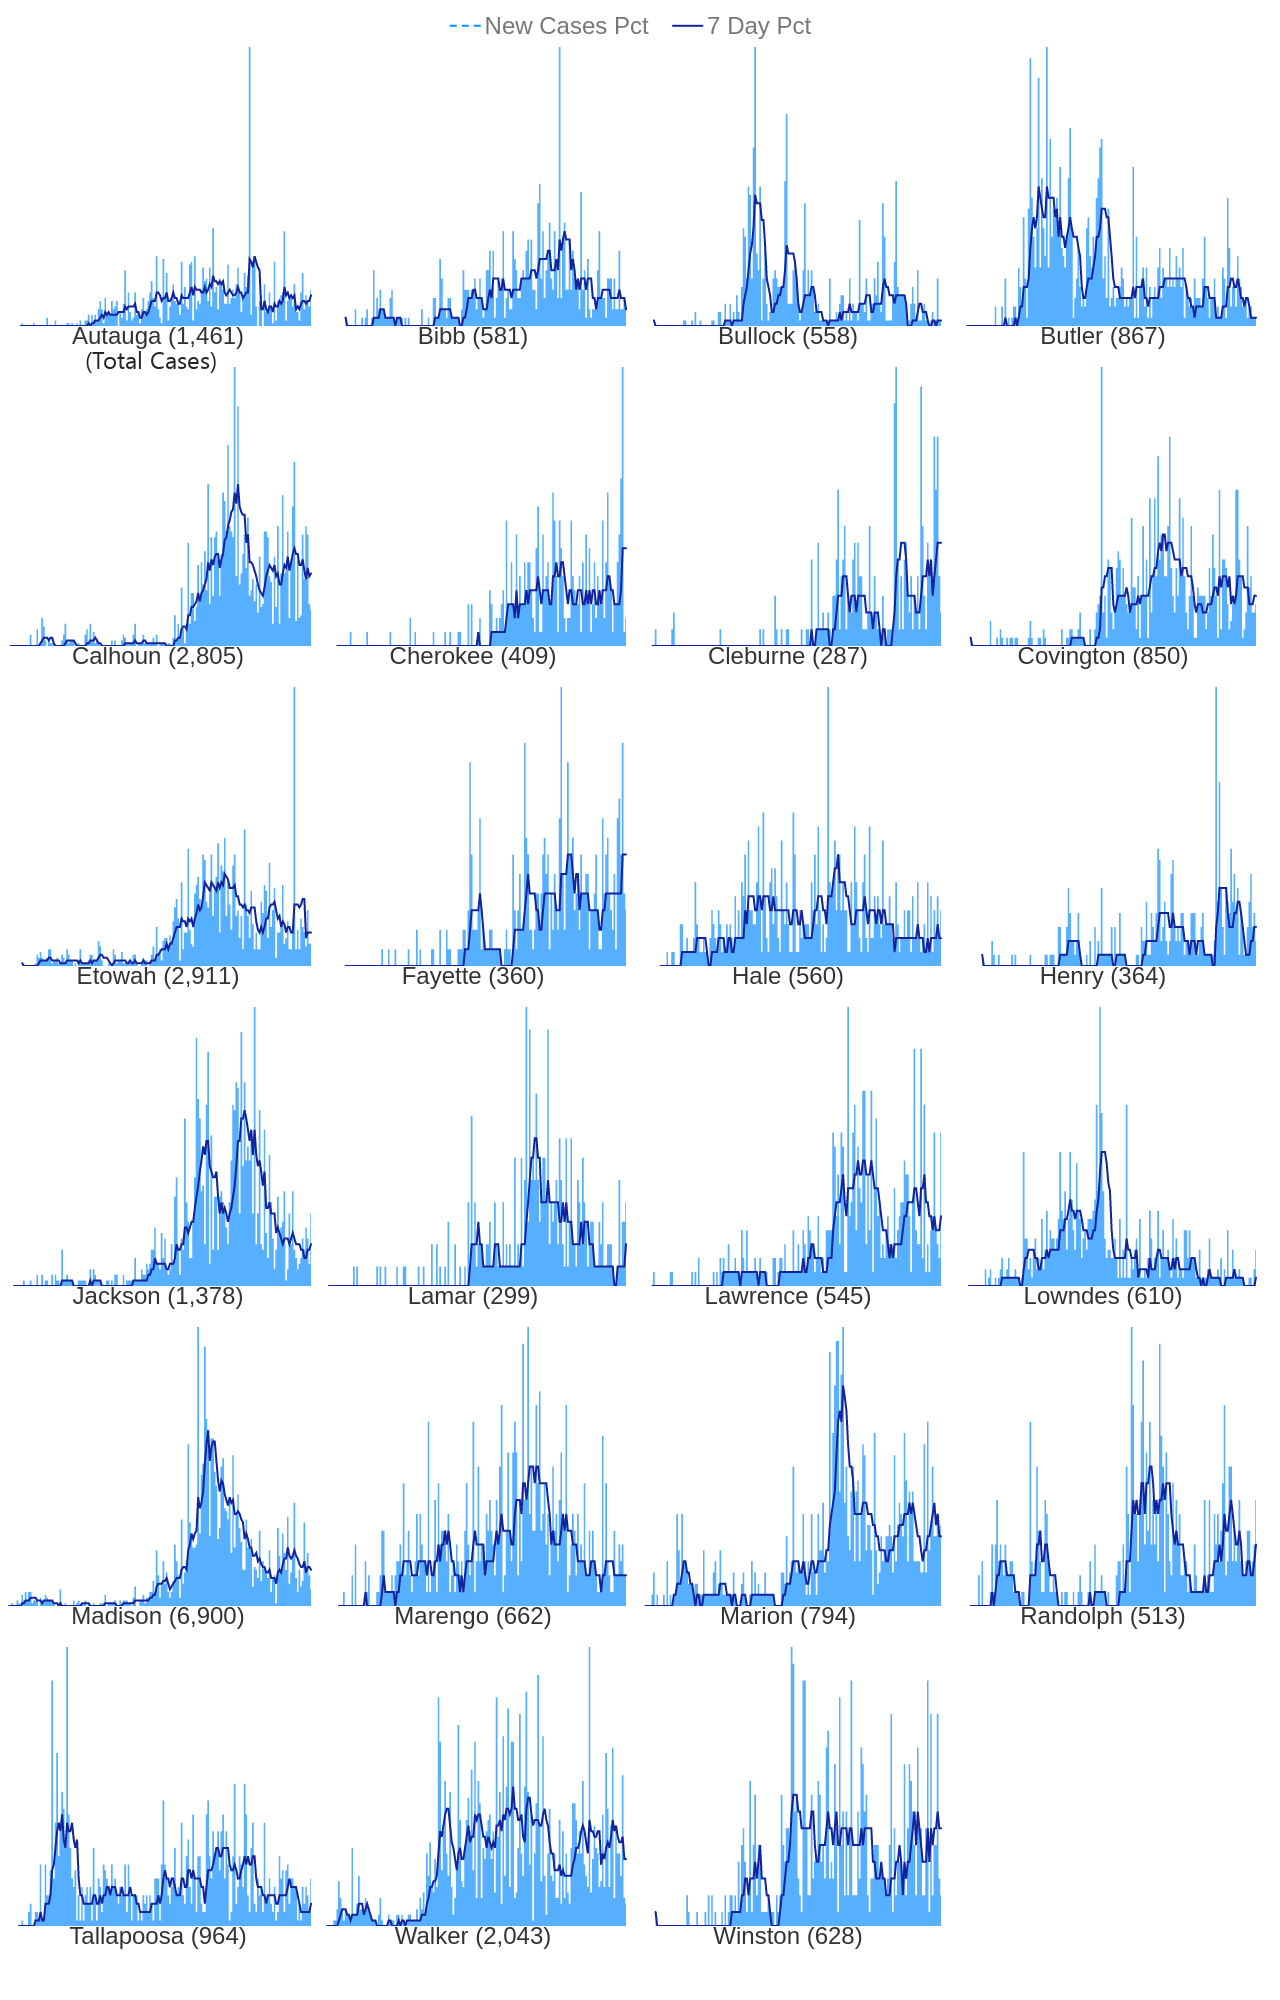 New Cases Pct 7 Day Pct
Autauga (1,461) Bibb (581) Bullock (558) Butler (867)
(Total Cases)
Calhoun (2,805) Cherokee (409) Cleburne (287) Covington (850)
Etowah (2,911) Fayette (360) Hale (560) Henry (364)
Jackson (1,378) Lamar (299) Lawrence (545) Lowndes (610)
Madison (6,900) Marengo (662) Marion (794) Randolph (513)
Tallapoosa (964) Walker (2,043) Winston (628)